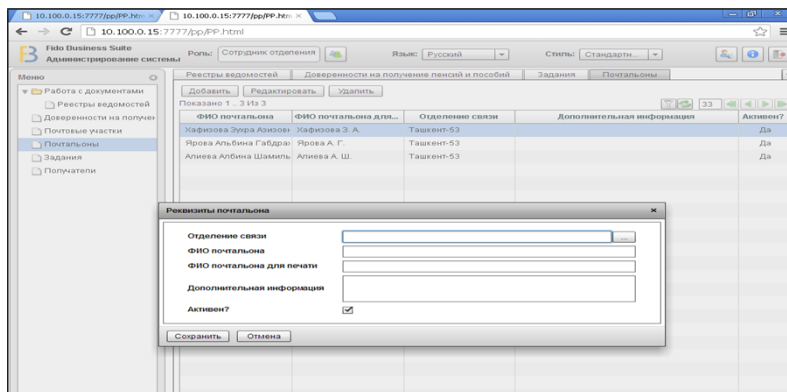 10.100.0.15:7777/pp/PP.htm × 10.100.0.15:7777/pp/PP.htm ×
10.100.0.15:7777/pp/PP.html
Fido Business Suite
Администрирование системы
Роль: Сотрудник отделения Язык: Русский Стиль: Стандартн...
Меню Реестры ведомостей Доверенности на получение пенсий и пособий Задания Почтальоны
Работа с документами Добавить Редактировать Удалить
Реестры ведомостей Показано 1 .. 3 Из 3 33
Доверенности на получен ФИО почтальона ФИО почтальона для... Отделение связи Дополнительная информация Активен?
Почтовые участки Хафизова Зухра Азизовн Хафизова З. А. Ташкент-53 Да
Почтальоны Ярова Альбина Габдрах Ярова А. Г. Ташкент-53 Да
Задания Алиева Албина Шамиль Алиева А. Ш. Ташкент-53 Да
Получатели
Реквизиты почтальона ×
Отделение связи ...
ФИО почтальона
ФИО почтальона для печати
Дополнительная информация
Активен?
Сохранить Отмена